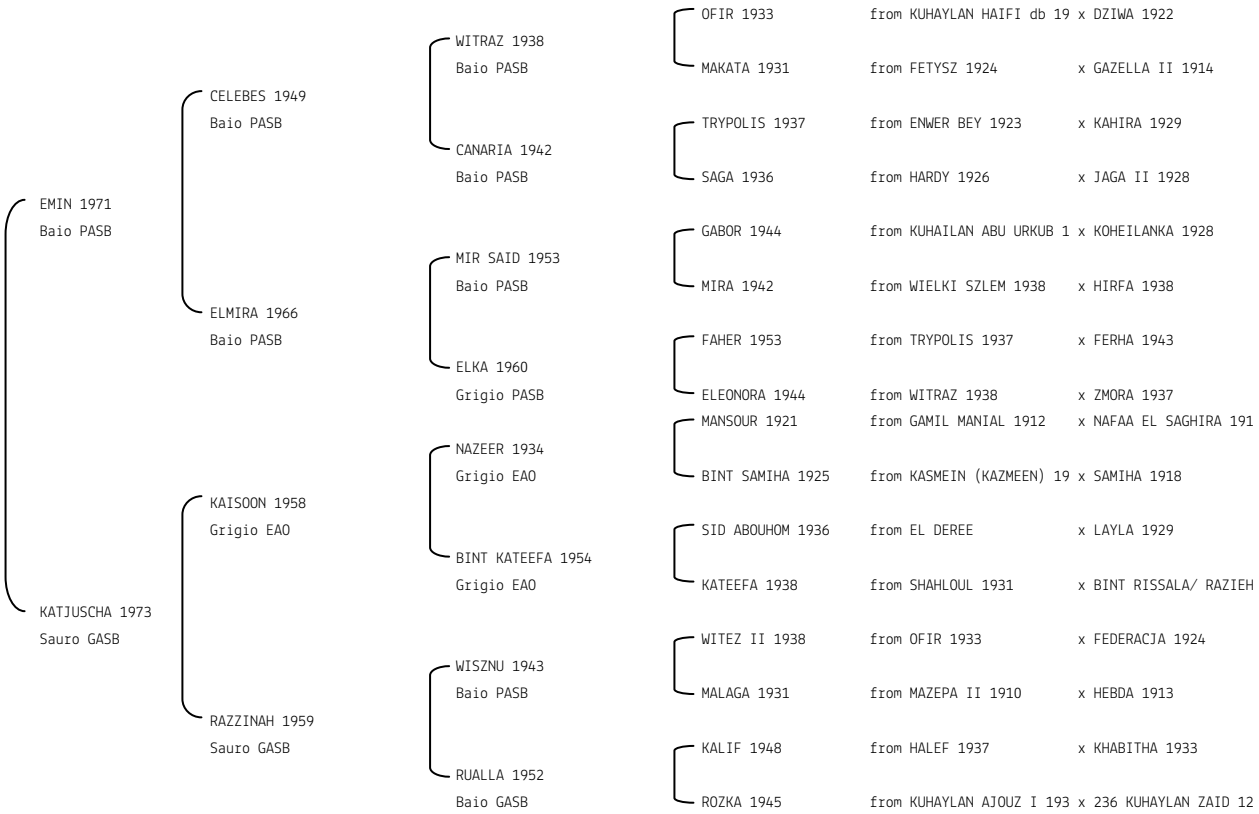 OFIR 1933 from KUHAYLAN HAIFI db 19 x DZIWA 1922
WITRAZ 1938
Baio PASB MAKATA 1931 from FETYSZ 1924 x GAZELLA II 1914
CELEBES 1949
Baio PASB TRYPOLIS 1937 from ENWER BEY 1923 x KAHIRA 1929
CANARIA 1942
Baio PASB SAGA 1936 from HARDY 1926 x JAGA II 1928
EMIN 1971
Baio PASB GABOR 1944 from KUHAILAN ABU URKUB 1 x KOHEILANKA 1928
MIR SAID 1953
Baio PASB MIRA 1942 from WIELKI SZLEM 1938 x HIRFA 1938
ELMIRA 1966
Baio PASB FAHER 1953 from TRYPOLIS 1937 x FERHA 1943
ELKA 1960
Grigio PASB ELEONORA 1944 from WITRAZ 1938 x ZMORA 1937
MANSOUR 1921 from GAMIL MANIAL 1912 x NAFAA EL SAGHIRA 191
NAZEER 1934
Grigio EAO BINT SAMIHA 1925 from KASMEIN (KAZMEEN) 19 x SAMIHA 1918
KAISOON 1958
Grigio EAO SID ABOUHOM 1936 from EL DEREE x LAYLA 1929
BINT KATEEFA 1954
Grigio EAO KATEEFA 1938 from SHAHLOUL 1931 x BINT RISSALA/ RAZIEH
KATJUSCHA 1973
Sauro GASB WITEZ II 1938 from OFIR 1933 x FEDERACJA 1924
WISZNU 1943
Baio PASB MALAGA 1931 from MAZEPA II 1910 x HEBDA 1913
RAZZINAH 1959
Sauro GASB KALIF 1948 from HALEF 1937 x KHABITHA 1933
RUALLA 1952
Baio GASB ROZKA 1945 from KUHAYLAN AJOUZ I 193 x 236 KUHAYLAN ZAID 12